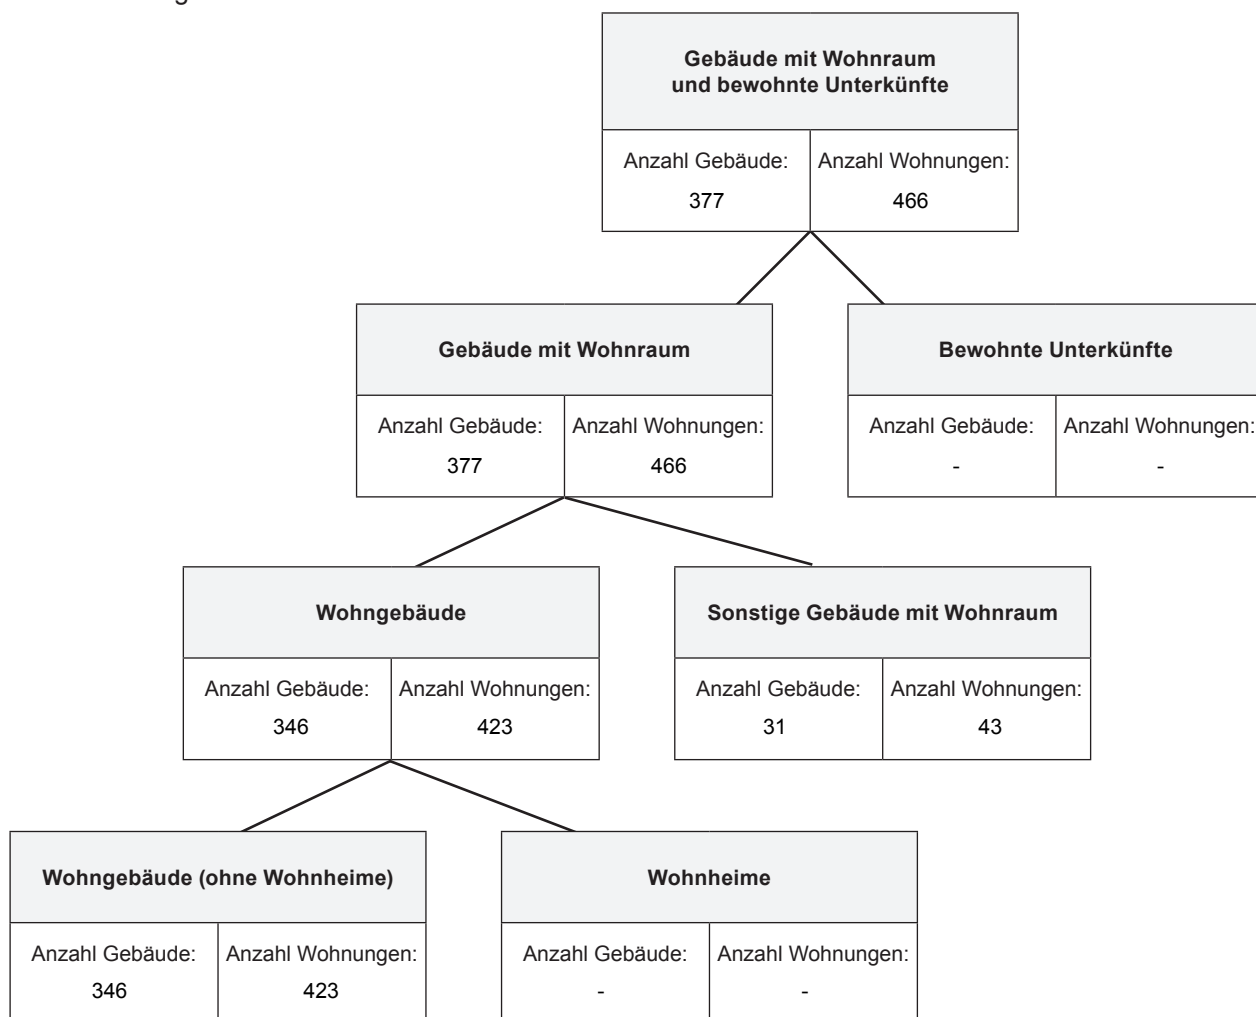 Gebäude mit Wohnraum
und bewohnte Unterkünfte
Anzahl Gebäude: Anzahl Wohnungen:
377 466
Gebäude mit Wohnraum
Anzahl Gebäude: Anzahl Wohnungen:
377 466
Bewohnte Unterkünfte
Anzahl Gebäude: Anzahl Wohnungen:
- -
Wohngebäude
Anzahl Gebäude: Anzahl Wohnungen:
346 423
Sonstige Gebäude mit Wohnraum
Anzahl Gebäude: Anzahl Wohnungen:
31 43
Wohngebäude (ohne Wohnheime)
Anzahl Gebäude: Anzahl Wohnungen:
346 423
Wohnheime
Anzahl Gebäude: Anzahl Wohnungen:
- -